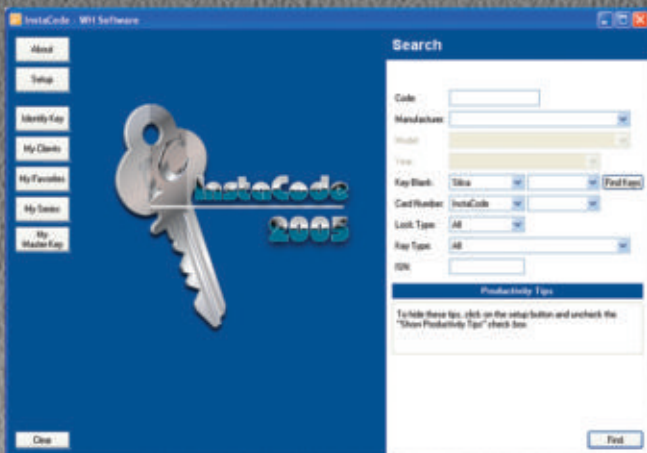 InstaCode - WH Software
About
Setup
Identify Key
My Clients
My Favorites
My Series
My
Master Key
Clear
InstaCode
2005
Search
Code:
Manufacturer:
Model:
Year:
Key Blank: Silca Find Keys
Card Number: InstaCode
Lock Type: All
Key Type: All
ISN:
Productivity Tips
To hide these tips, click on the setup button and uncheck the
"Show Productivity Tips" check box
Find